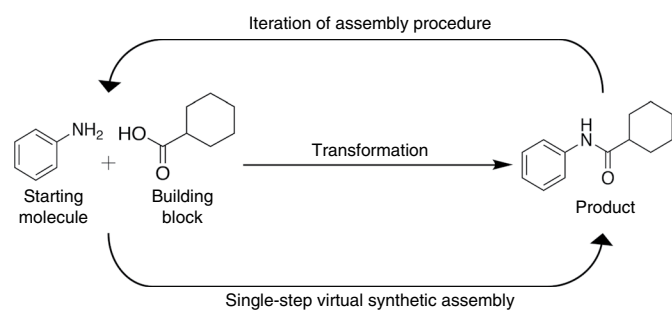 Iteration of assembly procedure
NH2
HO
O
+
Transformation
H
N
O
Starting
molecule
Building
block
Product
Single-step virtual synthetic assembly